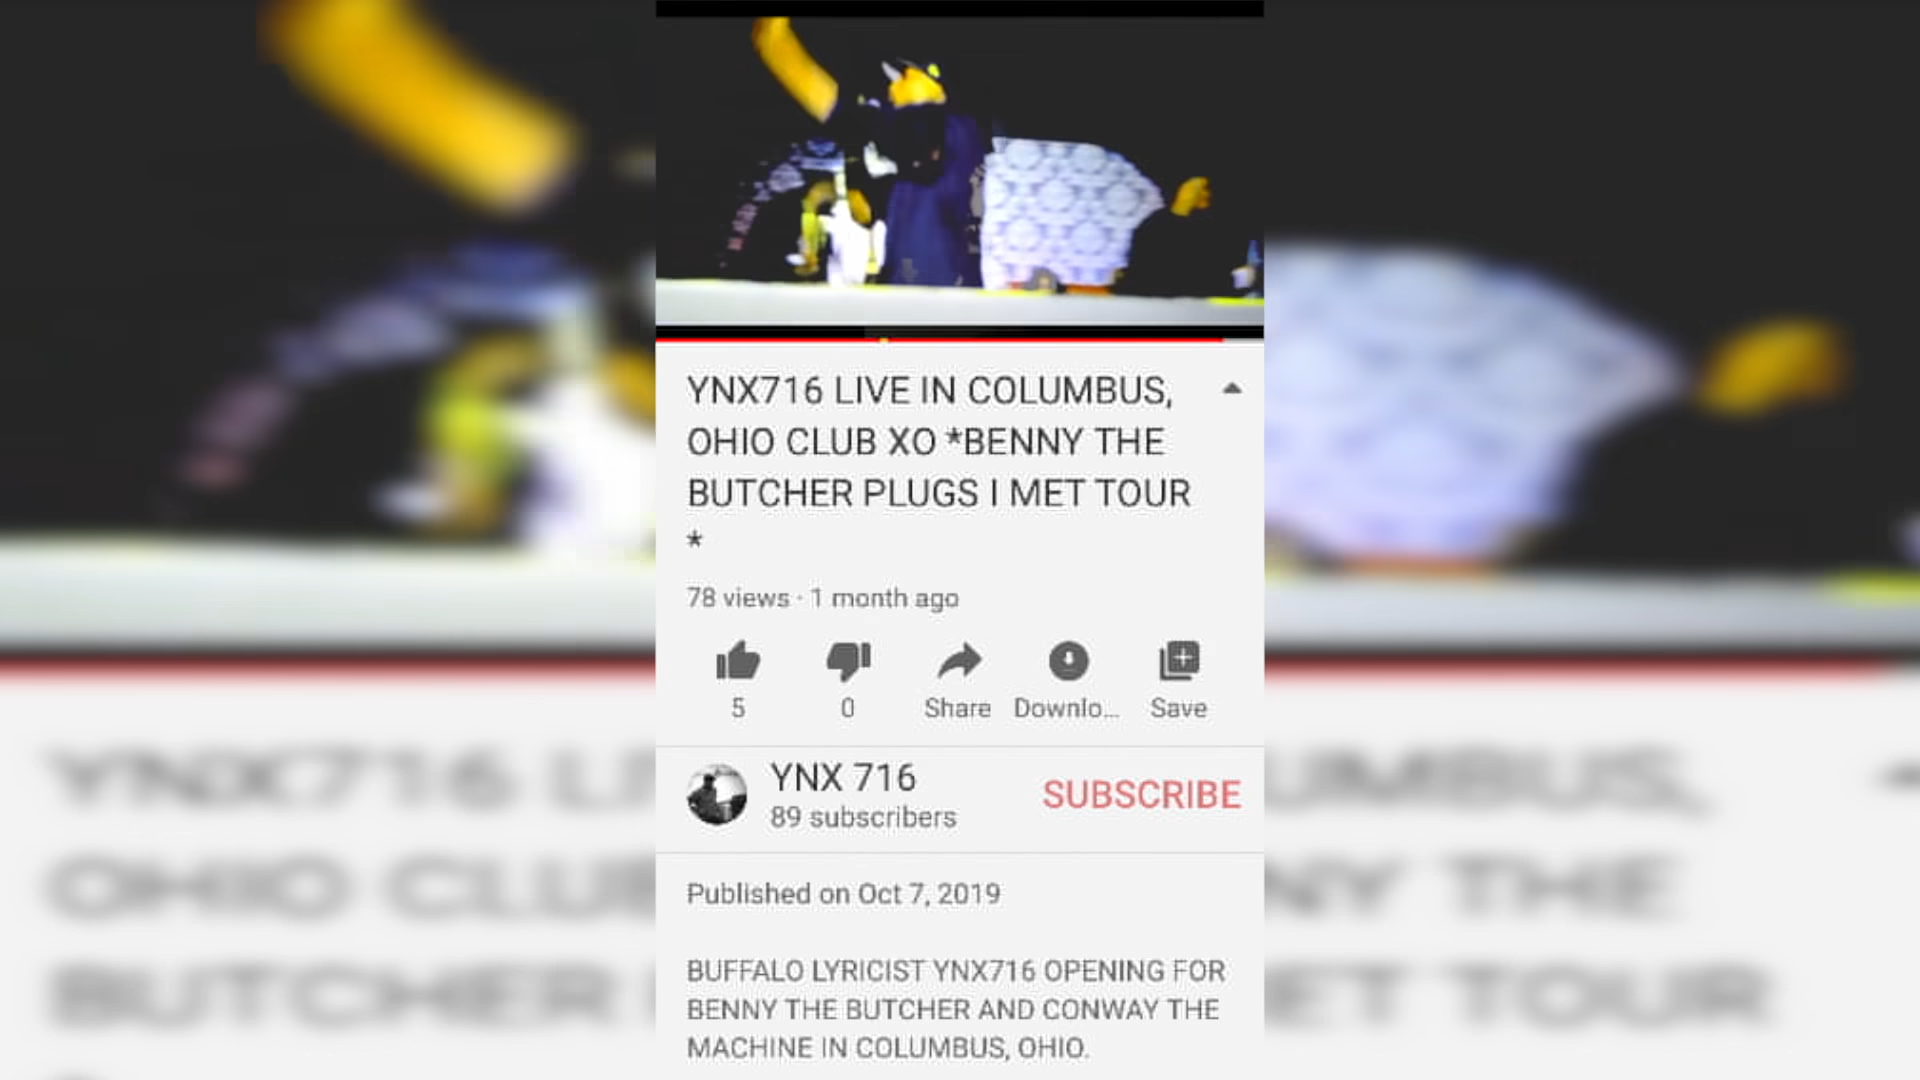 YNX716 LIVE IN COLUMBUS,
OHIO CLUB XO *BENNY THE
BUTCHER PLUGS I MET TOUR
*
78 views · 1 month ago
5 0 Share Downlo... Save
YNX 716
89 subscribers
SUBSCRIBE
Published on Oct 7, 2019
BUFFALO LYRICIST YNX716 OPENING FOR
BENNY THE BUTCHER AND CONWAY THE
MACHINE IN COLUMBUS, OHIO.